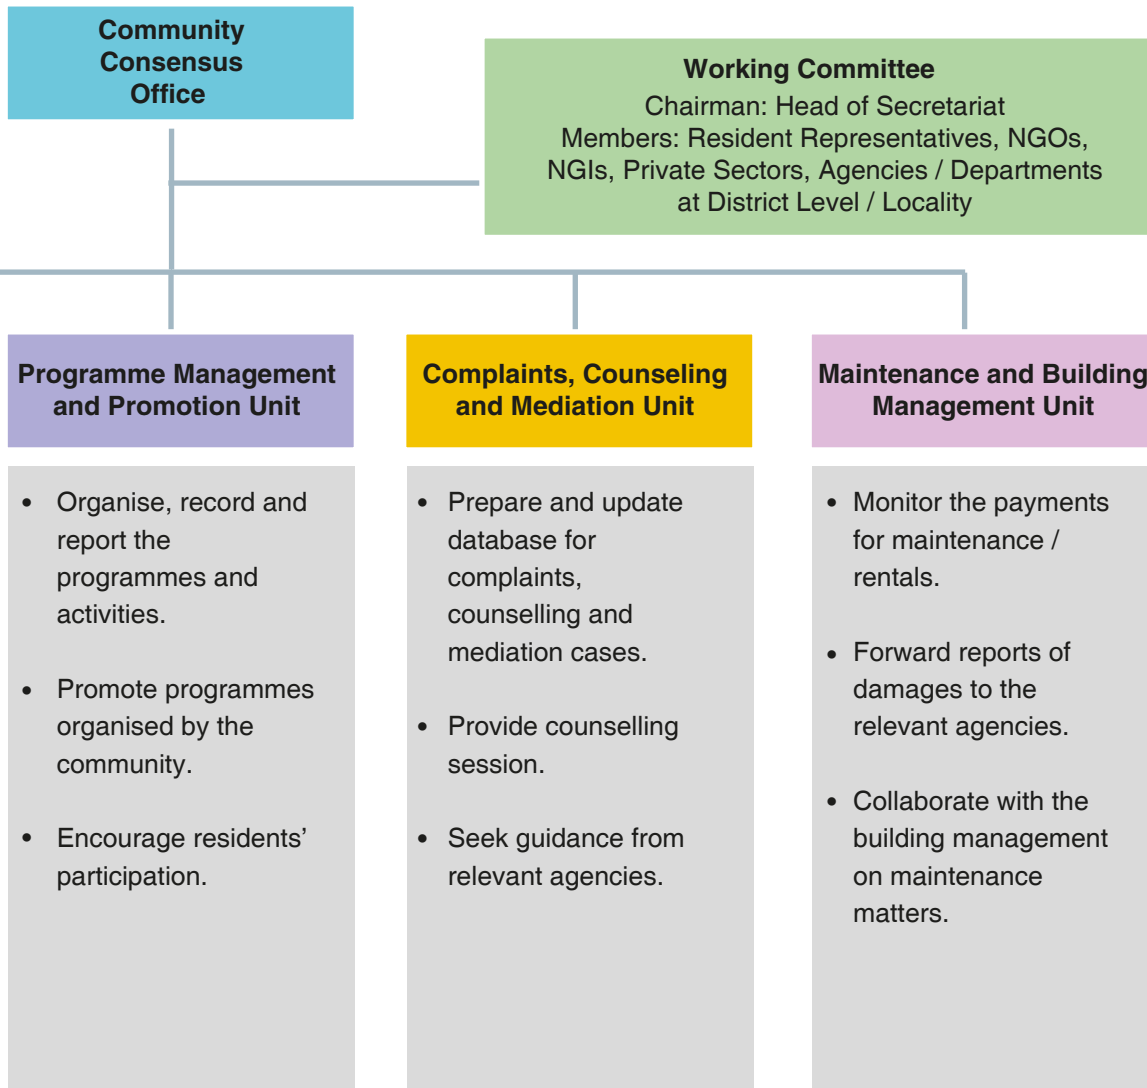 Community
Consensus
Office
Working Committee
Chairman: Head of Secretariat
Members: Resident Representatives, NGOs,
NGIs, Private Sectors, Agencies / Departments
at District Level / Locality
Programme Management
and Promotion Unit
• Organise, record and
report the
programmes and
activities.
• Promote programmes
organised by the
community.
• Encourage residents’
participation.
Complaints, Counseling
and Mediation Unit
• Prepare and update
database for
complaints,
counselling and
mediation cases.
• Provide counselling
session.
• Seek guidance from
relevant agencies.
Maintenance and Building
Management Unit
• Monitor the payments
for maintenance /
rentals.
• Forward reports of
damages to the
relevant agencies.
• Collaborate with the
building management
on maintenance
matters.